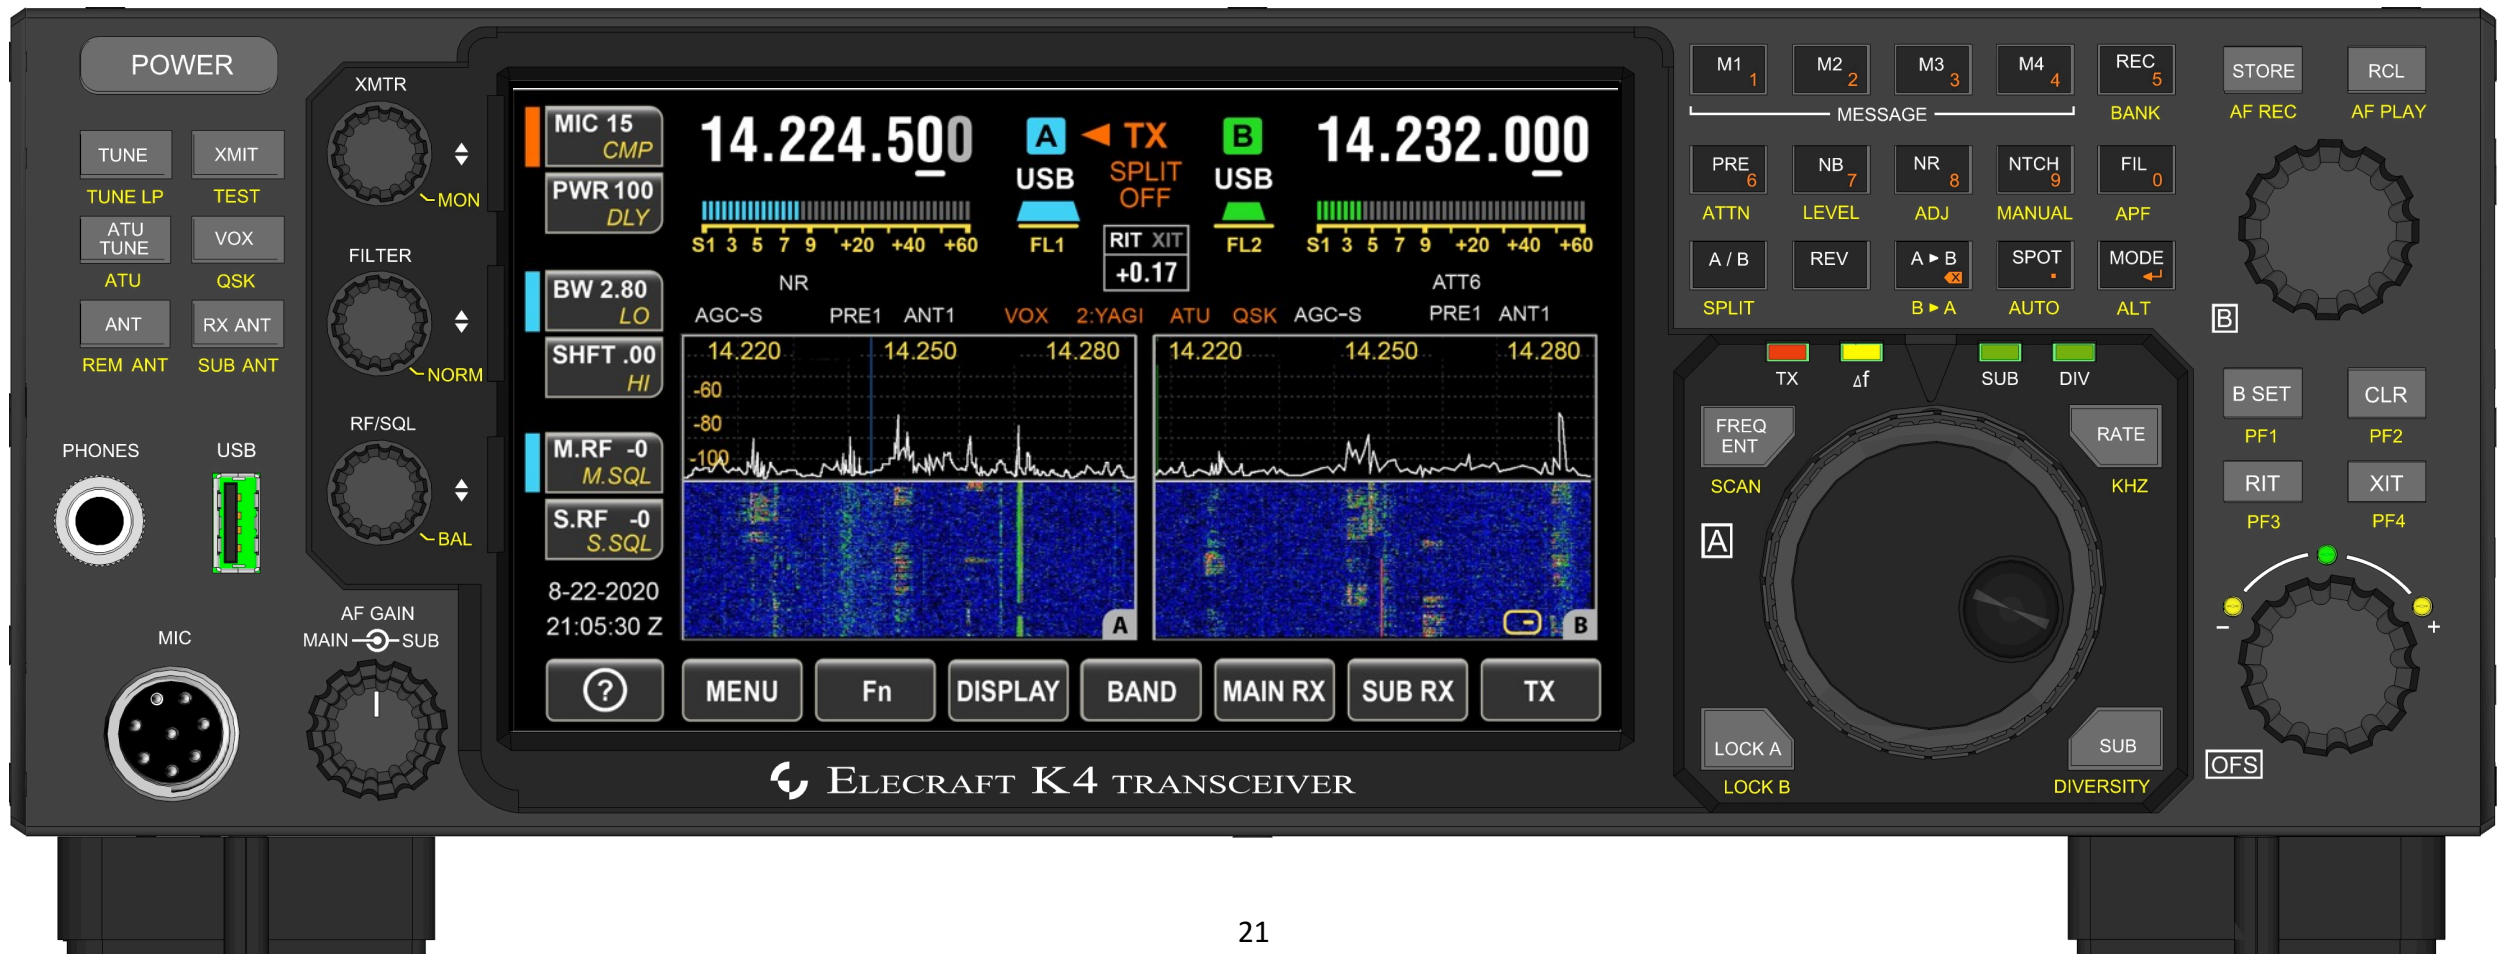 POWER
TUNE XMIT
TUNE LP TEST
ATU TUNE VOX
ATU QSK
ANT RX ANT
REM ANT SUB ANT
PHONES USB
MIC
XMTR
MON
FILTER
NORM
RF/SQL
BAL
AF GAIN
MAIN SUB
MIC 15
CMP
PWR 100
DLY
BW 2.80
LO
SHFT .00
HI
M.RF -0
M.SQL
S.RF -0
S.SQL
8-22-2020
21:05:30 Z
14.224.500 A ◄ TX B 14.232.000
USB SPLIT OFF USB
S1 3 5 7 9 +20 +40 +60 FL1 FL2 S1 3 5 7 9 +20 +40 +60
RIT XIT
+0.17
NR ATT6
AGC-S PRE1 ANT1 VOX 2:YAGI ATU QSK AGC-S PRE1 ANT1
14.220 14.250 14.280 14.220 14.250 14.280
-60
-80
-100
A B
? MENU Fn DISPLAY BAND MAIN RX SUB RX TX
ELECRAFT K4 TRANSCEIVER
M1 1 M2 2 M3 3 M4 4 REC 5
MESSAGE BANK
PRE 6 NB 7 NR 8 NTCH 9 FIL 0
ATTN LEVEL ADJ MANUAL APF
A / B REV A ► B SPOT . MODE
SPLIT B ► A AUTO ALT
TX Δf SUB DIV
FREQ ENT RATE
SCAN KHZ
A
LOCK A SUB
LOCK B DIVERSITY
STORE RCL
AF REC AF PLAY
B
B SET CLR
PF1 PF2
RIT XIT
PF3 PF4
- +
OFS
21